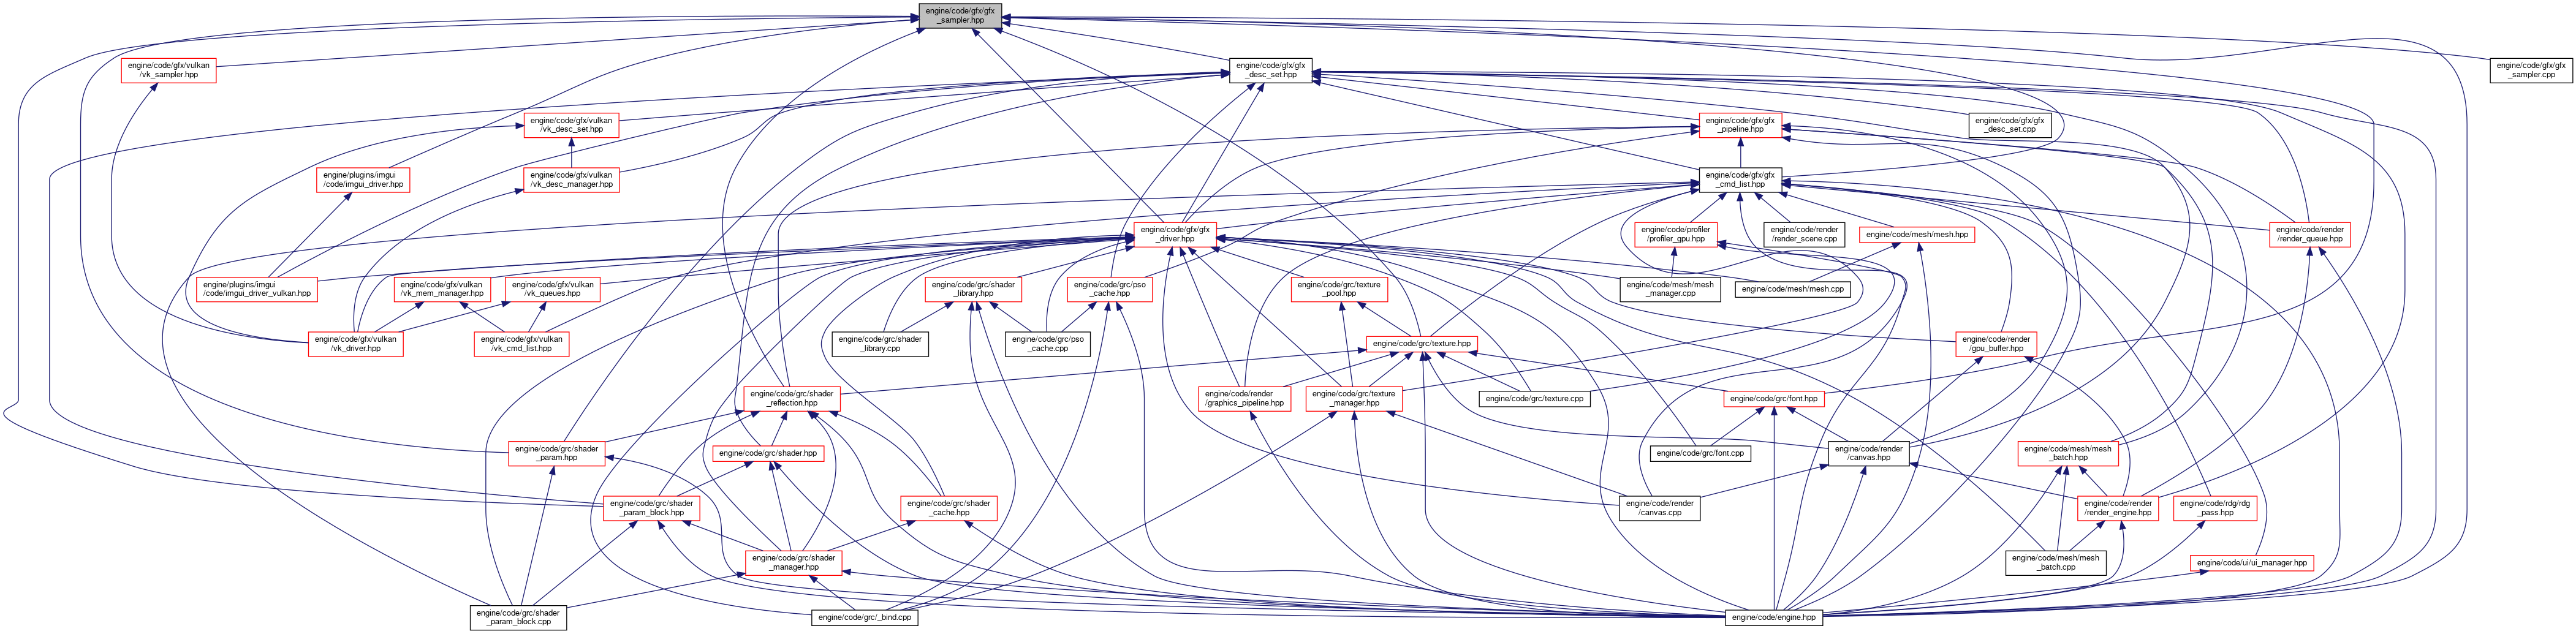 engine/code/gfx/gfx
_sampler.hpp
engine/code/gfx/vulkan
/vk_sampler.hpp
engine/code/gfx/gfx
_desc_set.hpp
engine/code/gfx/gfx
_sampler.cpp
engine/code/gfx/vulkan
/vk_desc_set.hpp
engine/code/gfx/gfx
_pipeline.hpp
engine/code/gfx/gfx
_desc_set.cpp
engine/plugins/imgui
/code/imgui_driver.hpp
engine/code/gfx/vulkan
/vk_desc_manager.hpp
engine/code/gfx/gfx
_cmd_list.hpp
engine/code/gfx/gfx
_driver.hpp
engine/code/profiler
/profiler_gpu.hpp
engine/code/render
/render_scene.cpp
engine/code/mesh/mesh.hpp
engine/code/render
/render_queue.hpp
engine/plugins/imgui
/code/imgui_driver_vulkan.hpp
engine/code/gfx/vulkan
/vk_mem_manager.hpp
engine/code/gfx/vulkan
/vk_queues.hpp
engine/code/grc/shader
_library.hpp
engine/code/grc/pso
_cache.hpp
engine/code/grc/texture
_pool.hpp
engine/code/mesh/mesh
_manager.cpp
engine/code/mesh/mesh.cpp
engine/code/gfx/vulkan
/vk_driver.hpp
engine/code/gfx/vulkan
/vk_cmd_list.hpp
engine/code/grc/shader
_library.cpp
engine/code/grc/pso
_cache.cpp
engine/code/grc/texture.hpp
engine/code/render
/gpu_buffer.hpp
engine/code/grc/shader
_reflection.hpp
engine/code/render
/graphics_pipeline.hpp
engine/code/grc/texture
_manager.hpp
engine/code/grc/texture.cpp
engine/code/grc/font.hpp
engine/code/grc/shader
_param.hpp
engine/code/grc/shader.hpp
engine/code/grc/font.cpp
engine/code/render
/canvas.hpp
engine/code/mesh/mesh
_batch.hpp
engine/code/grc/shader
_param_block.hpp
engine/code/grc/shader
_cache.hpp
engine/code/render
/canvas.cpp
engine/code/render
/render_engine.hpp
engine/code/rdg/rdg
_pass.hpp
engine/code/grc/shader
_manager.hpp
engine/code/mesh/mesh
_batch.cpp
engine/code/ui/ui_manager.hpp
engine/code/grc/shader
_param_block.cpp
engine/code/grc/_bind.cpp
engine/code/engine.hpp